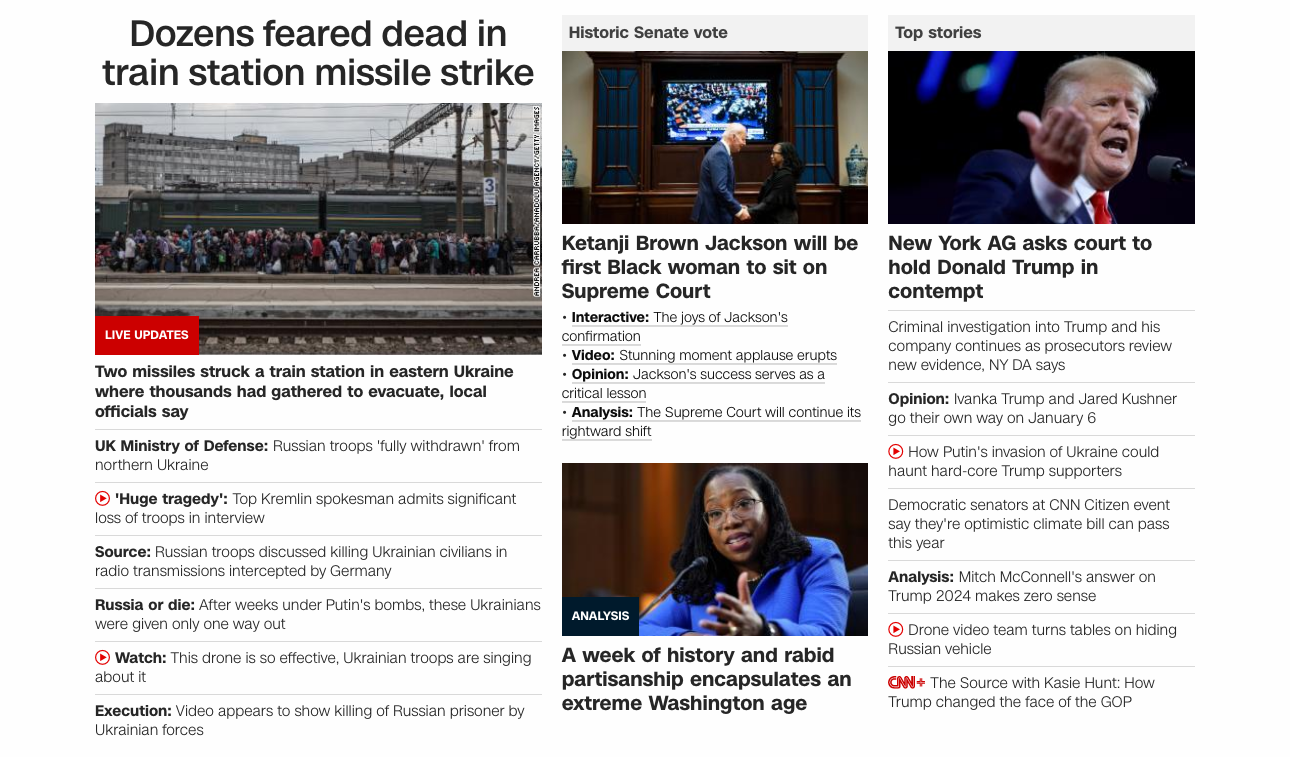 Dozens feared dead in
train station missile strike
ANDREA CARRUBBA/ANADOLU AGENCY/GETTY IMAGES
3
LIVE UPDATES
Two missiles struck a train station in eastern Ukraine
where thousands had gathered to evacuate, local
officials say
UK Ministry of Defense: Russian troops 'fully withdrawn' from
northern Ukraine
'Huge tragedy': Top Kremlin spokesman admits significant
loss of troops in interview
Source: Russian troops discussed killing Ukrainian civilians in
radio transmissions intercepted by Germany
Russia or die: After weeks under Putin's bombs, these Ukrainians
were given only one way out
Watch: This drone is so effective, Ukrainian troops are singing
about it
Execution: Video appears to show killing of Russian prisoner by
Ukrainian forces
Historic Senate vote
Ketanji Brown Jackson will be
first Black woman to sit on
Supreme Court
• Interactive: The joys of Jackson's
confirmation
• Video: Stunning moment applause erupts
• Opinion: Jackson's success serves as a
critical lesson
• Analysis: The Supreme Court will continue its
rightward shift
ANALYSIS
A week of history and rabid
partisanship encapsulates an
extreme Washington age
Top stories
New York AG asks court to
hold Donald Trump in
contempt
Criminal investigation into Trump and his
company continues as prosecutors review
new evidence, NY DA says
Opinion: Ivanka Trump and Jared Kushner
go their own way on January 6
How Putin's invasion of Ukraine could
haunt hard-core Trump supporters
Democratic senators at CNN Citizen event
say they're optimistic climate bill can pass
this year
Analysis: Mitch McConnell's answer on
Trump 2024 makes zero sense
Drone video team turns tables on hiding
Russian vehicle
CNN+ The Source with Kasie Hunt: How
Trump changed the face of the GOP